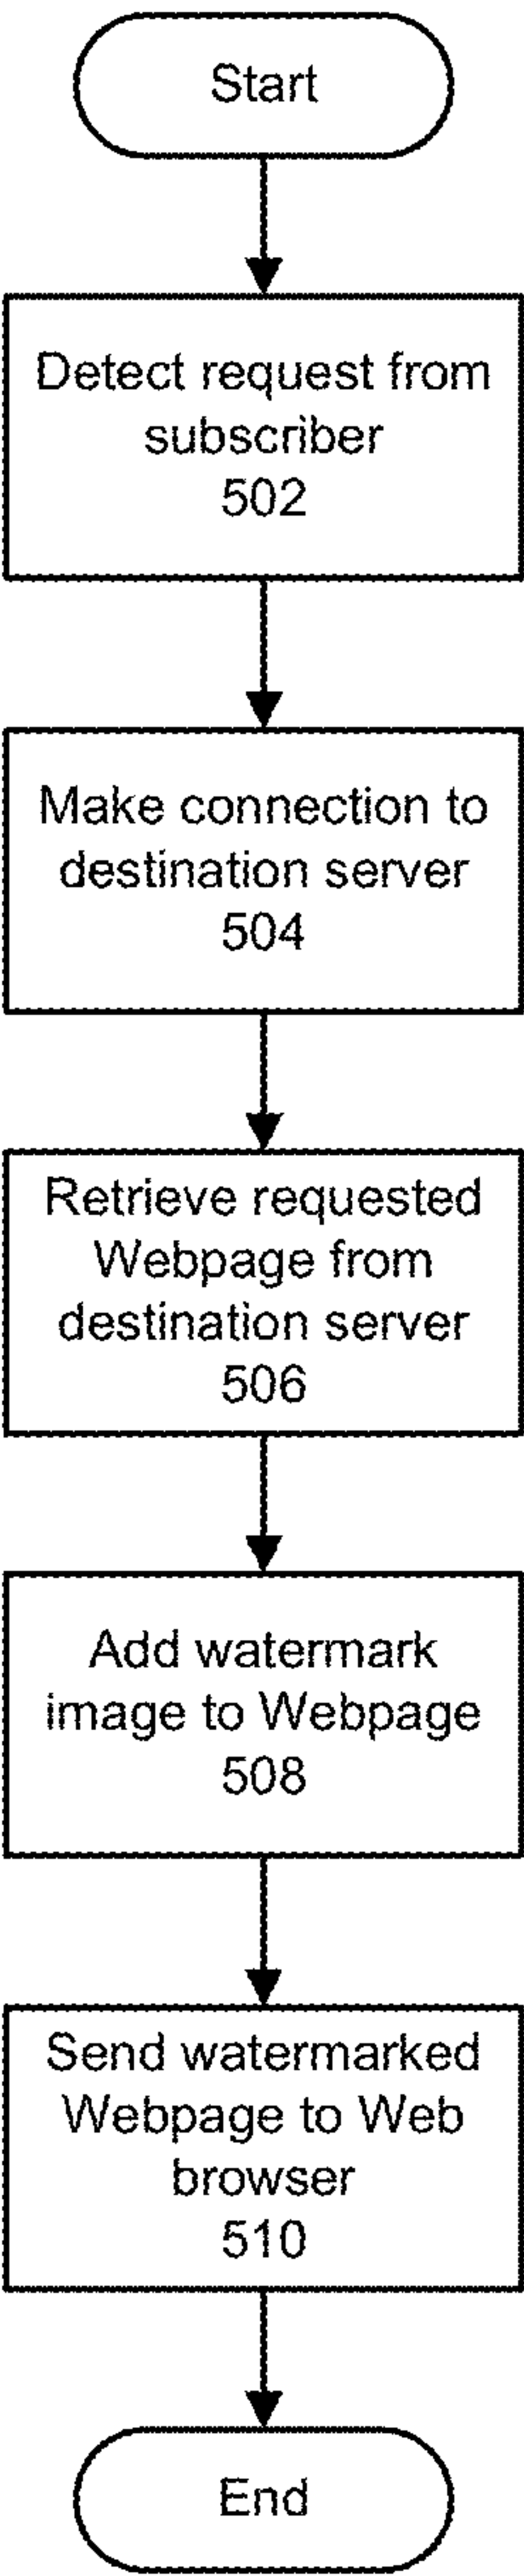 Start
Detect request from
subscriber
502
Make connection to
destination server
504
Retrieve requested
Webpage from
destination server
506
Add watermark
image to Webpage
508
Send watermarked
Webpage to Web
browser
510
End